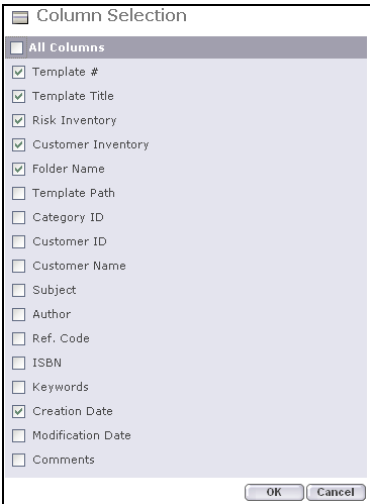 Column Selection
All Columns
Template #
Template Title
Risk Inventory
Customer Inventory
Folder Name
Template Path
Category ID
Customer ID
Customer Name
Subject
Author
Ref. Code
ISBN
Keywords
Creation Date
Modification Date
Comments
OK Cancel